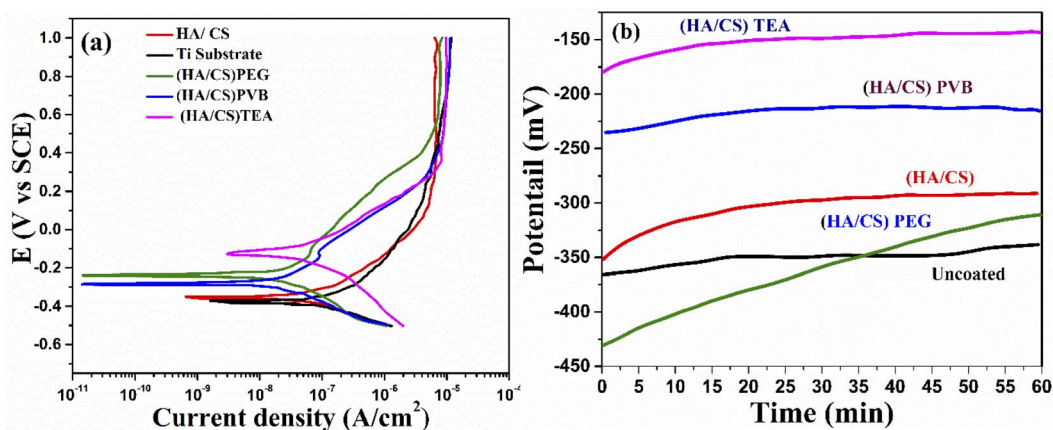 (a)
HA/ CS
Ti Substrate
(HA/CS)PEG
(HA/CS)PVB
(HA/CS)TEA
E (V vs SCE)
1.0
0.8
0.6
0.4
0.2
0.0
-0.2
-0.4
-0.6
10⁻¹¹ 10⁻¹⁰ 10⁻⁹ 10⁻⁸ 10⁻⁷ 10⁻⁶ 10⁻⁵ 10⁻⁴
Current density (A/cm²)
(b)
(HA/CS) TEA
(HA/CS) PVB
(HA/CS)
(HA/CS) PEG
Uncoated
Potentail (mV)
-150
-200
-250
-300
-350
-400
-450
0 5 10 15 20 25 30 35 40 45 50 55 60
Time (min)